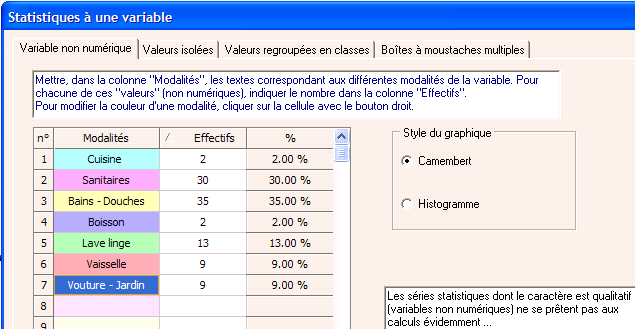 Statistiques à une variable
Variable non numérique Valeurs isolées Valeurs regroupées en classes Boîtes à moustaches multiples
Mettre, dans la colonne "Modalités", les textes correspondant aux différentes modalités de la variable. Pour
chacune de ces "valeurs" (non numériques), indiquer le nombre dans la colonne "Effectifs".
Pour modifier la couleur d'une modalité, cliquer sur la cellule avec le bouton droit.
n° Modalités / Effectifs %
1 Cuisine 2 2.00 %
2 Sanitaires 30 30.00 %
3 Bains - Douches 35 35.00 %
4 Boisson 2 2.00 %
5 Lave linge 13 13.00 %
6 Vaisselle 9 9.00 %
7 Vouture - Jardin 9 9.00 %
8
9
Style du graphique
Camembert
Histogramme
Les séries statistiques dont le caractère est qualitatif
(variables non numériques) ne se prêtent pas aux
calculs évidemment ...